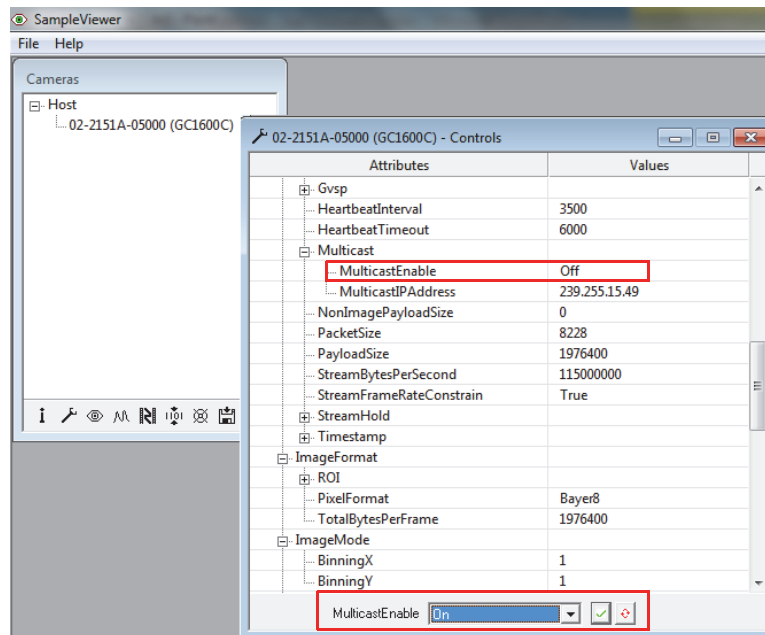 SampleViewer
File Help
Cameras
Host
02-2151A-05000 (GC1600C)
02-2151A-05000 (GC1600C) - Controls
Attributes Values
Gvsp
HeartbeatInterval 3500
HeartbeatTimeout 6000
Multicast
MulticastEnable Off
MulticastIPAddress 239.255.15.49
NonImagePayloadSize 0
PacketSize 8228
PayloadSize 1976400
StreamBytesPerSecond 115000000
StreamFrameRateConstrain True
StreamHold
Timestamp
ImageFormat
ROI
PixelFormat Bayer8
TotalBytesPerFrame 1976400
ImageMode
BinningX 1
BinningY 1
MulticastEnable On